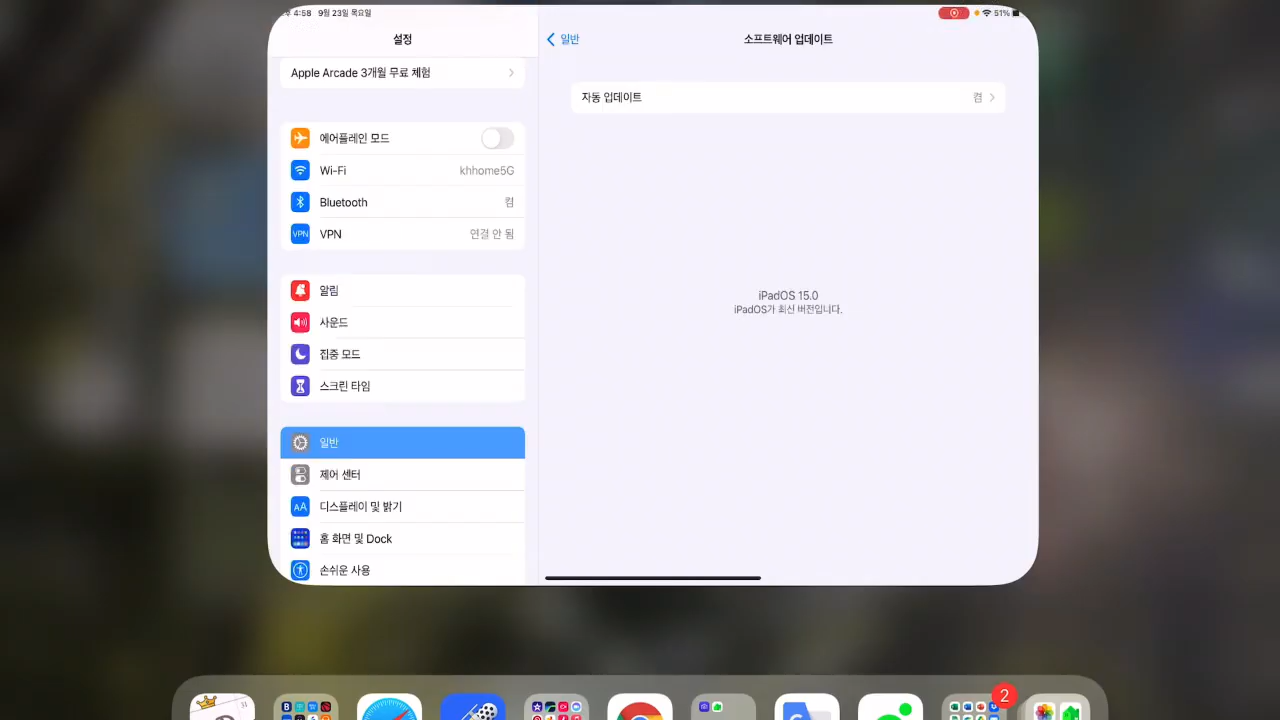 후 4:58 9월 23일 목요일
51%
설정
일반
소프트웨어 업데이트
Apple Arcade 3개월 무료 체험
자동 업데이트
켬
에어플레인 모드
Wi-Fi
khhome5G
Bluetooth
켬
VPN
VPN
연결 안 됨
알림
사운드
집중 모드
스크린 타임
iPadOS 15.0
iPadOS가 최신 버전입니다.
일반
제어 센터
AA
디스플레이 및 밝기
홈 화면 및 Dock
손쉬운 사용
2
31